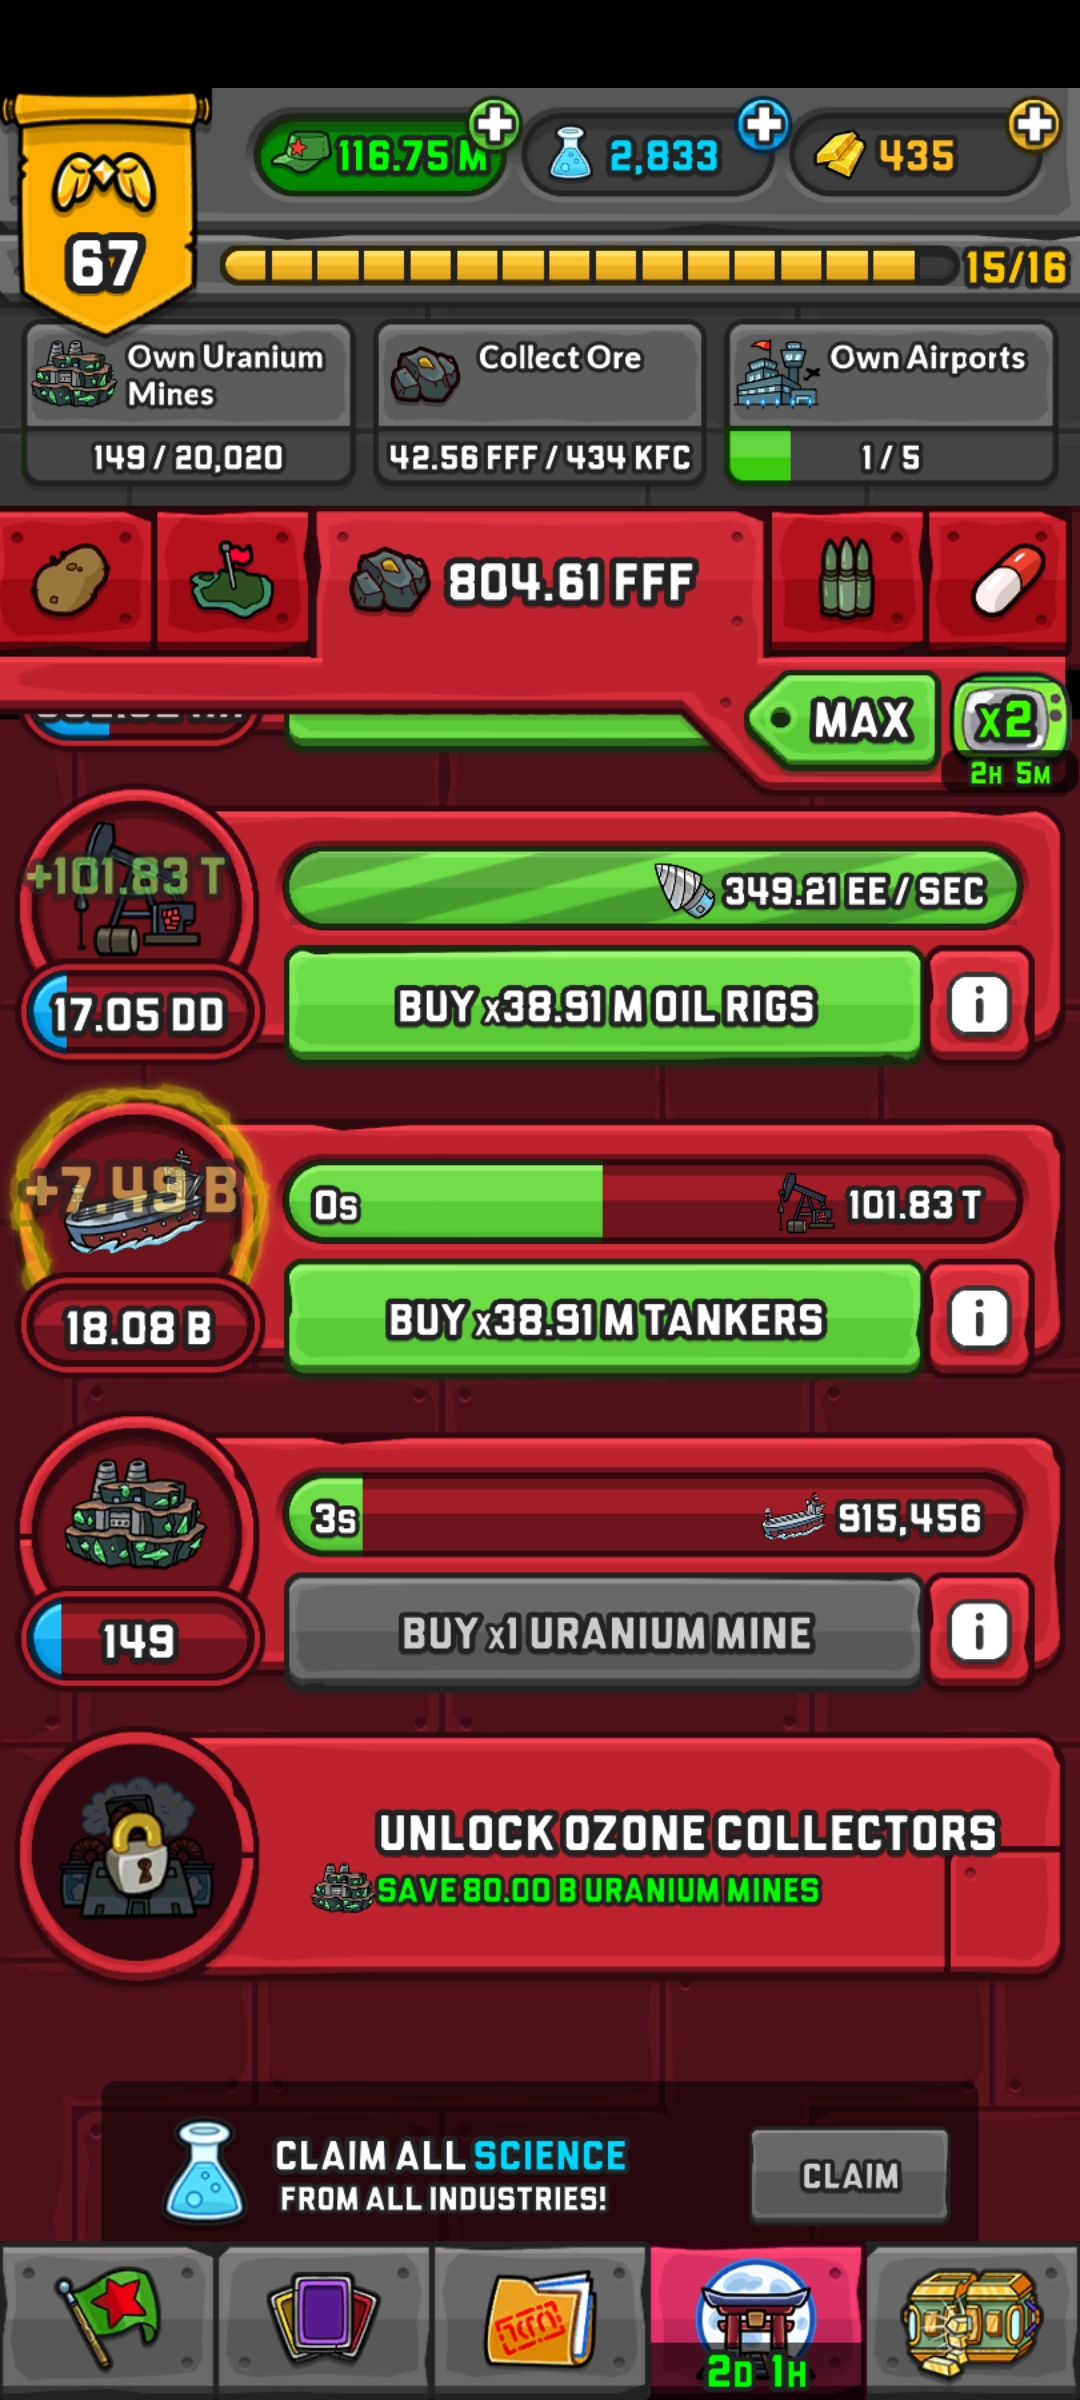 116.75 M
2,833
435
67
15/16
Own Uranium
Mines
149 / 20,020
Collect Ore
42.56 FFF / 434 KFC
Own Airports
1 / 5
804.61 FFF
MAX
x2
2H 5M
+101.83 T
349.21 EE / SEC
17.05 DD
BUY x38.91 M OIL RIGS
i
+7.49 B
0s
101.83 T
18.08 B
BUY x38.91 M TANKERS
i
3s
915,456
149
BUY x1 URANIUM MINE
i
UNLOCK OZONE COLLECTORS
SAVE 80.00 B URANIUM MINES
CLAIM ALL SCIENCE
FROM ALL INDUSTRIES!
CLAIM
2D 1H